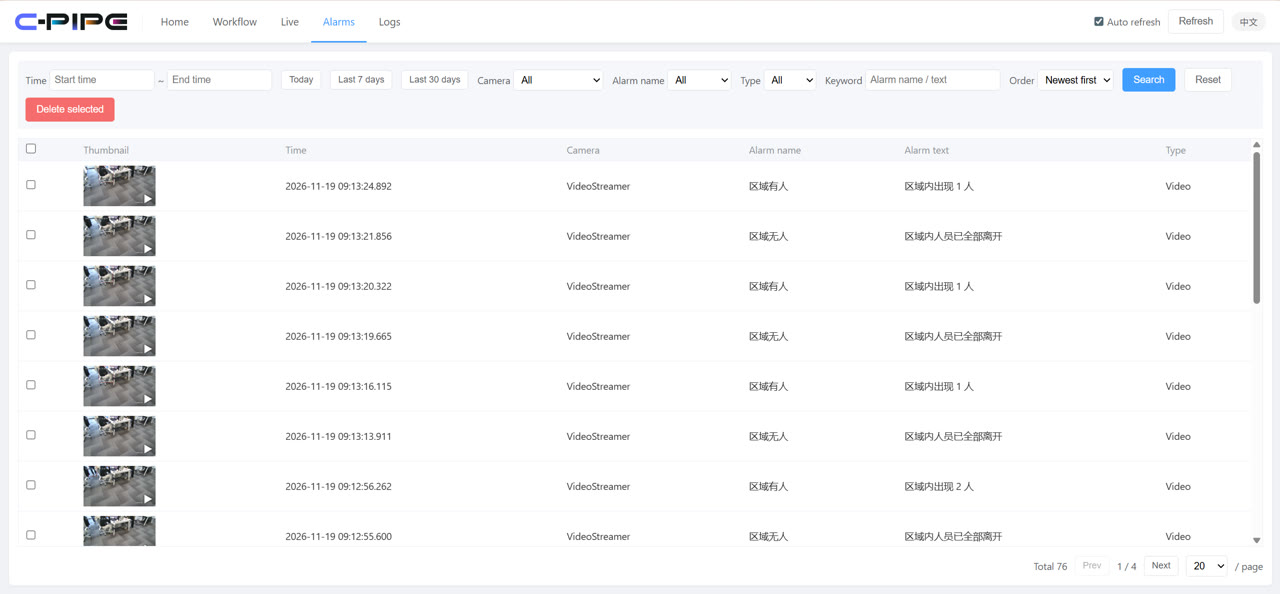 C-PIPE Home Workflow Live Alarms Logs Auto refresh Refresh 中文
Time Start time ~ End time Today Last 7 days Last 30 days Camera All Alarm name All Type All Keyword Alarm name / text Order Newest first Search Reset
Delete selected
Thumbnail Time Camera Alarm name Alarm text Type
2026-11-19 09:13:24.892 VideoStreamer 区域有人 区域内出现 1 人 Video
2026-11-19 09:13:21.856 VideoStreamer 区域无人 区域内人员已全部离开 Video
2026-11-19 09:13:20.322 VideoStreamer 区域有人 区域内出现 1 人 Video
2026-11-19 09:13:19.665 VideoStreamer 区域无人 区域内人员已全部离开 Video
2026-11-19 09:13:16.115 VideoStreamer 区域有人 区域内出现 1 人 Video
2026-11-19 09:13:13.911 VideoStreamer 区域无人 区域内人员已全部离开 Video
2026-11-19 09:12:56.262 VideoStreamer 区域有人 区域内出现 2 人 Video
2026-11-19 09:12:55.600 VideoStreamer 区域无人 区域内人员已全部离开 Video
Total 76 Prev 1 / 4 Next 20 / page